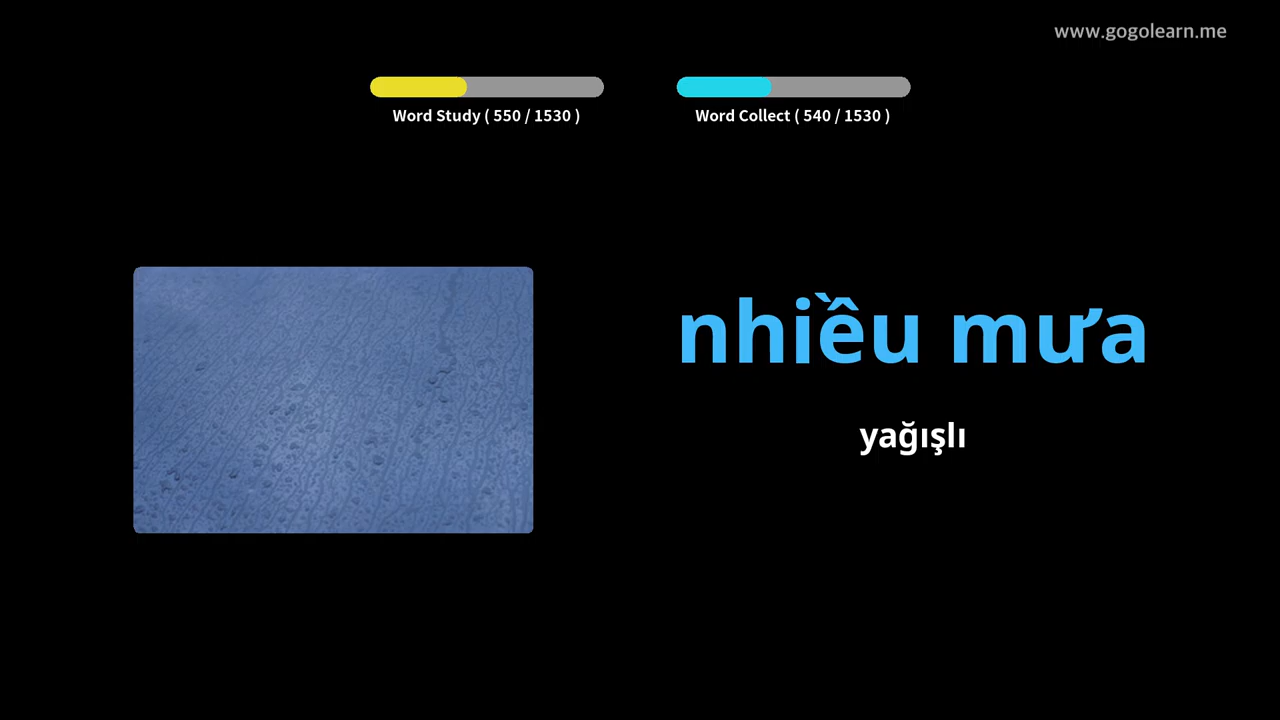 www.gogolearn.me
Word Study ( 550 / 1530 )
Word Collect ( 540 / 1530 )
nhiều mưa
yağışlı